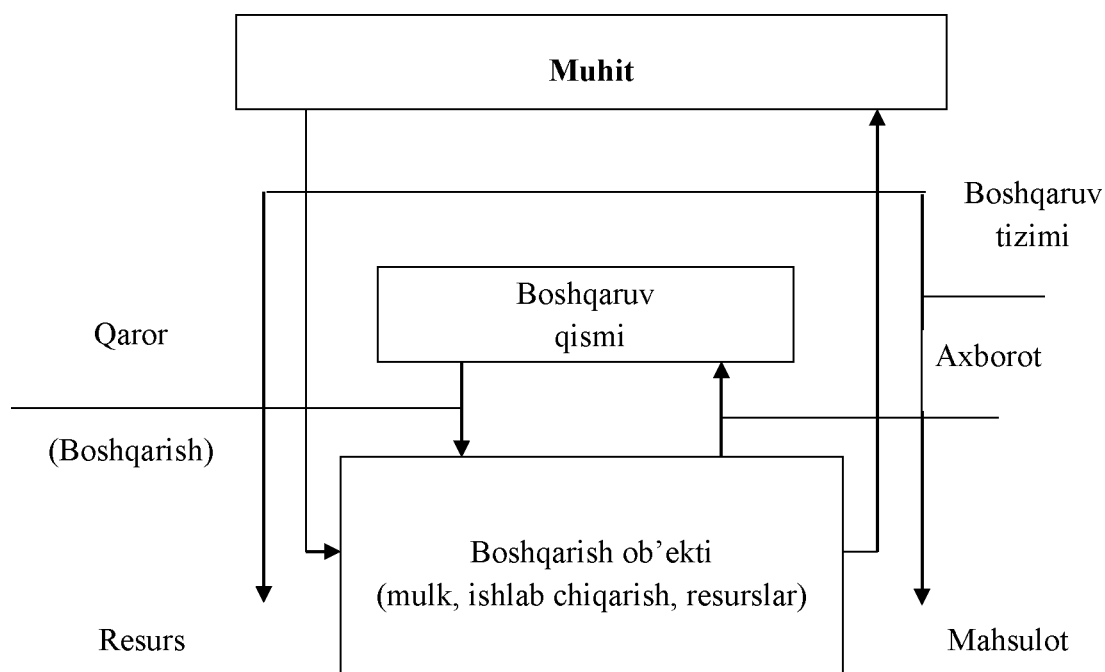 Muhit
Boshqaruv
tizimi
Boshqaruv
qismi
Qaror
Axborot
(Boshqarish)
Boshqarish ob’ekti
(mulk, ishlab chiqarish, resurslar)
Resurs
Mahsulot